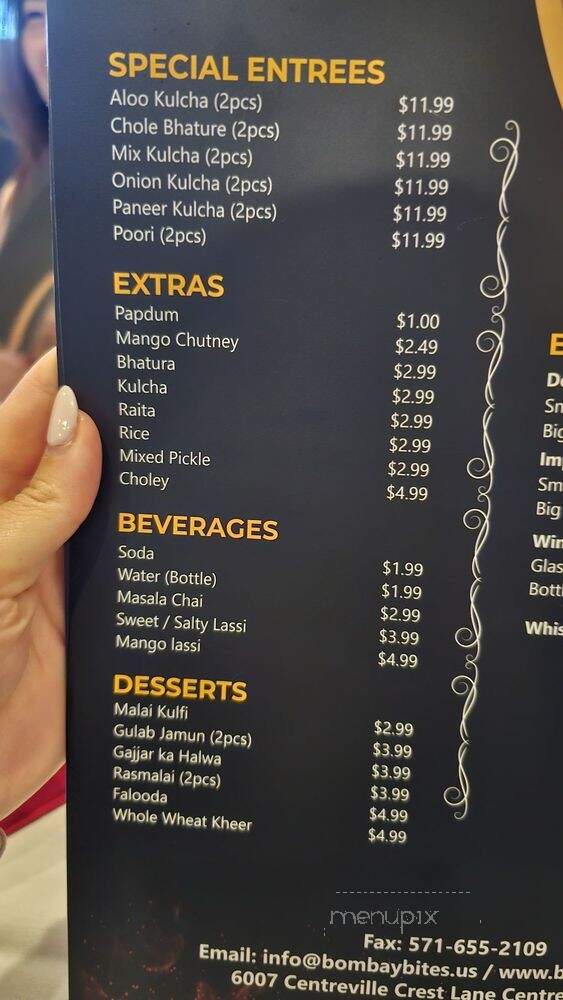 SPECIAL ENTREES
Aloo Kulcha (2pcs) $11.99
Chole Bhature (2pcs) $11.99
Mix Kulcha (2pcs) $11.99
Onion Kulcha (2pcs) $11.99
Paneer Kulcha (2pcs) $11.99
Poori (2pcs) $11.99
EXTRAS
Papdum $1.00
Mango Chutney $2.49
Bhatura $2.99
Kulcha $2.99
Raita $2.99
Rice $2.99
Mixed Pickle $2.99
Choley $4.99
BEVERAGES
Soda $1.99
Water (Bottle) $1.99
Masala Chai $2.99
Sweet / Salty Lassi $3.99
Mango lassi $4.99
DESSERTS
Malai Kulfi $2.99
Gulab Jamun (2pcs) $3.99
Gajjar ka Halwa $3.99
Rasmalai (2pcs) $3.99
Falooda $4.99
Whole Wheat Kheer $4.99
menupix
Fax: 571-655-2109
Email: info@bombaybites.us / www.b
6007 Centreville Crest Lane Centre